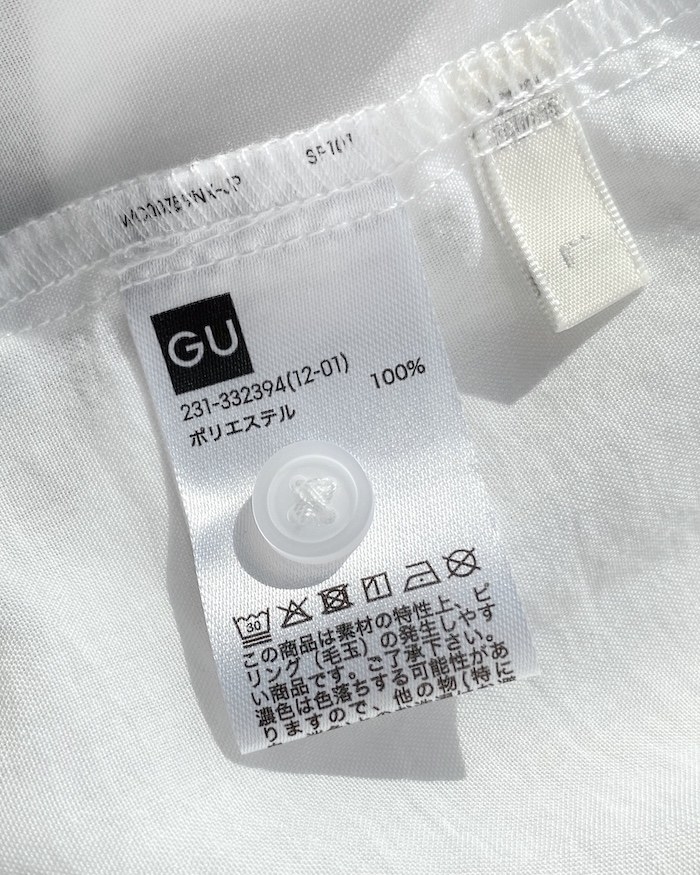 GU
231-332394(12-01)
ポリエステル 100%
30
この商品は素材の特性上、ピ
リング（毛玉）の発生しやす
い商品です。ご了承下さい。
濃色は色落ちする可能性があ
りますので、他の物(特に